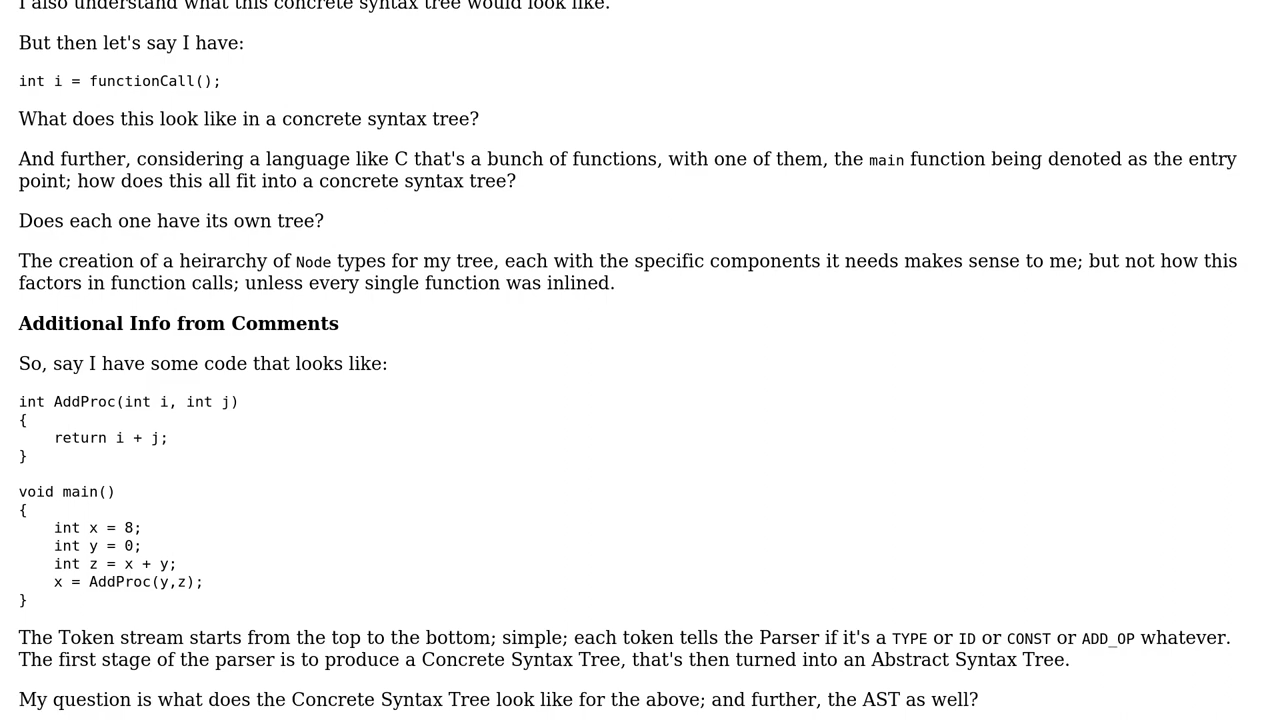 I also understand what this concrete syntax tree would look like.
But then let's say I have:
int i = functionCall();
What does this look like in a concrete syntax tree?
And further, considering a language like C that's a bunch of functions, with one of them, the main function being denoted as the entry
point; how does this all fit into a concrete syntax tree?
Does each one have its own tree?
The creation of a heirarchy of Node types for my tree, each with the specific components it needs makes sense to me; but not how this
factors in function calls; unless every single function was inlined.
Additional Info from Comments
So, say I have some code that looks like:
int AddProc(int i, int j)
{
    return i + j;
}
void main()
{
    int x = 8;
    int y = 0;
    int z = x + y;
    x = AddProc(y,z);
}
The Token stream starts from the top to the bottom; simple; each token tells the Parser if it's a TYPE or ID or CONST or ADD_OP whatever.
The first stage of the parser is to produce a Concrete Syntax Tree, that's then turned into an Abstract Syntax Tree.
My question is what does the Concrete Syntax Tree look like for the above; and further, the AST as well?